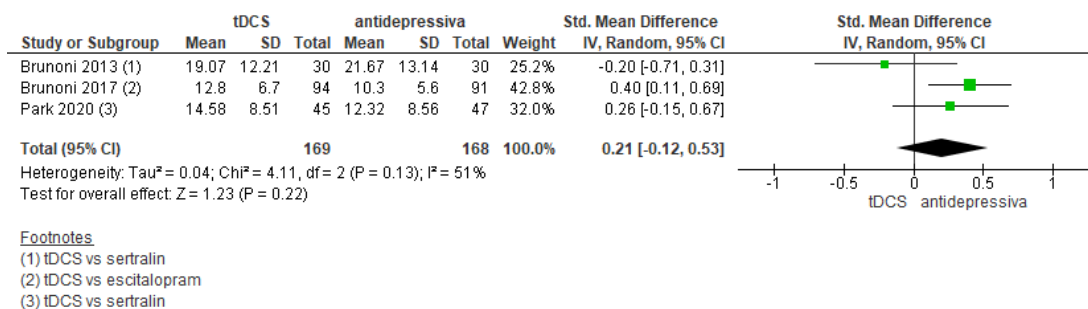 tDCS antidepressiva Std. Mean Difference Std. Mean Difference
Study or Subgroup Mean SD Total Mean SD Total Weight IV, Random, 95% CI IV, Random, 95% CI
Brunoni 2013 (1) 19.07 12.21 30 21.67 13.14 30 25.2% -0.20 [-0.71, 0.31]
Brunoni 2017 (2) 12.8 6.7 94 10.3 5.6 91 42.8% 0.40 [0.11, 0.69]
Park 2020 (3) 14.58 8.51 45 12.32 8.56 47 32.0% 0.26 [-0.15, 0.67]
Total (95% CI) 169 168 100.0% 0.21 [-0.12, 0.53]
Heterogeneity: Tau² = 0.04; Chi² = 4.11, df = 2 (P = 0.13); I² = 51%
Test for overall effect: Z = 1.23 (P = 0.22)
-1 -0.5 0 0.5 1
tDCS antidepressiva
Footnotes
(1) tDCS vs sertralin
(2) tDCS vs escitalopram
(3) tDCS vs sertralin